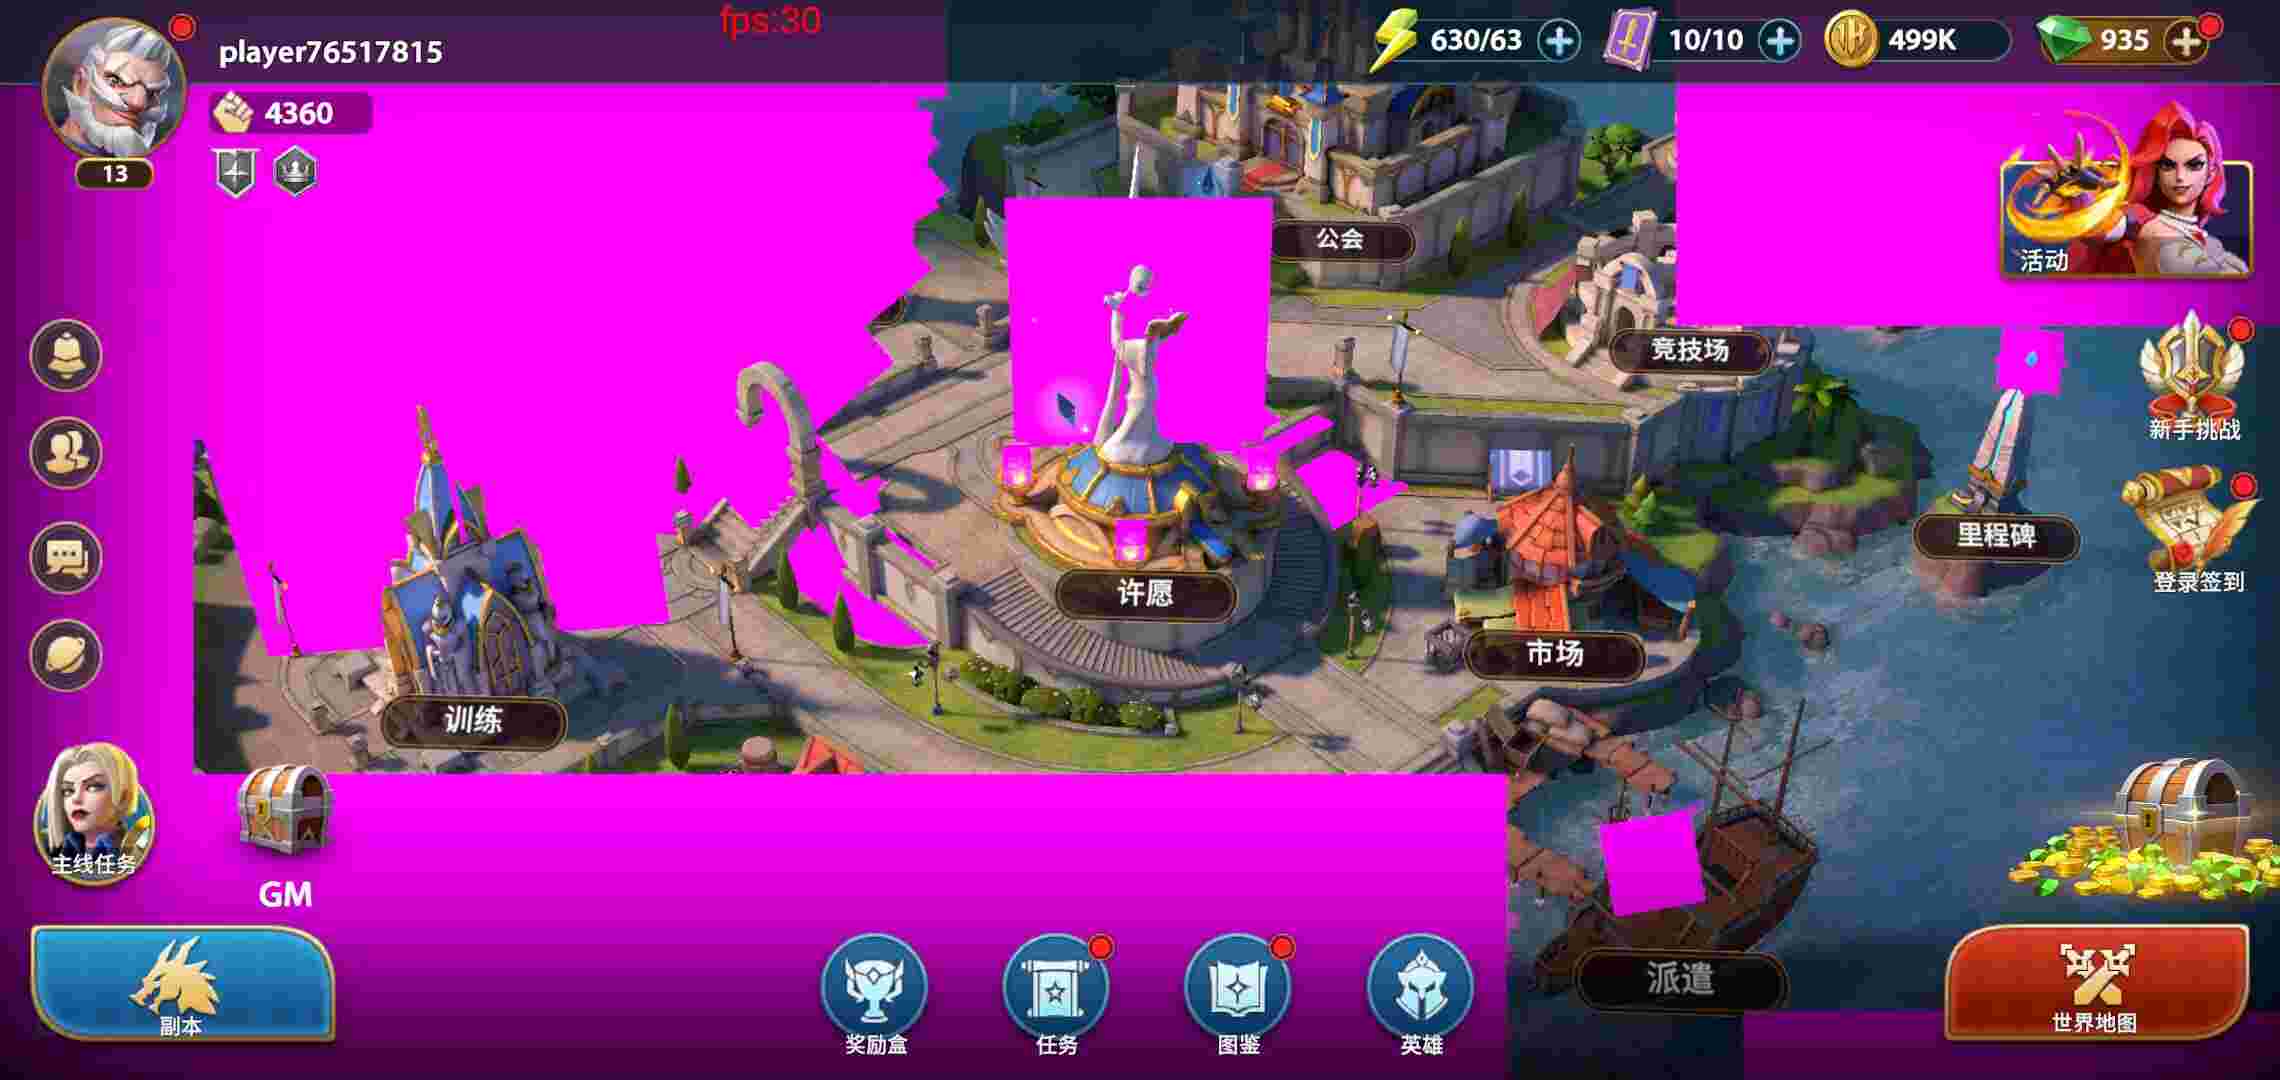 fps:30
player76517815
630/63
10/10
499K
935
4360
13
活动
公会
竞技场
新手挑战
里程碑
登录签到
许愿
市场
训练
主线任务
GM
派遣
副本
奖励盒
任务
图鉴
英雄
世界地图